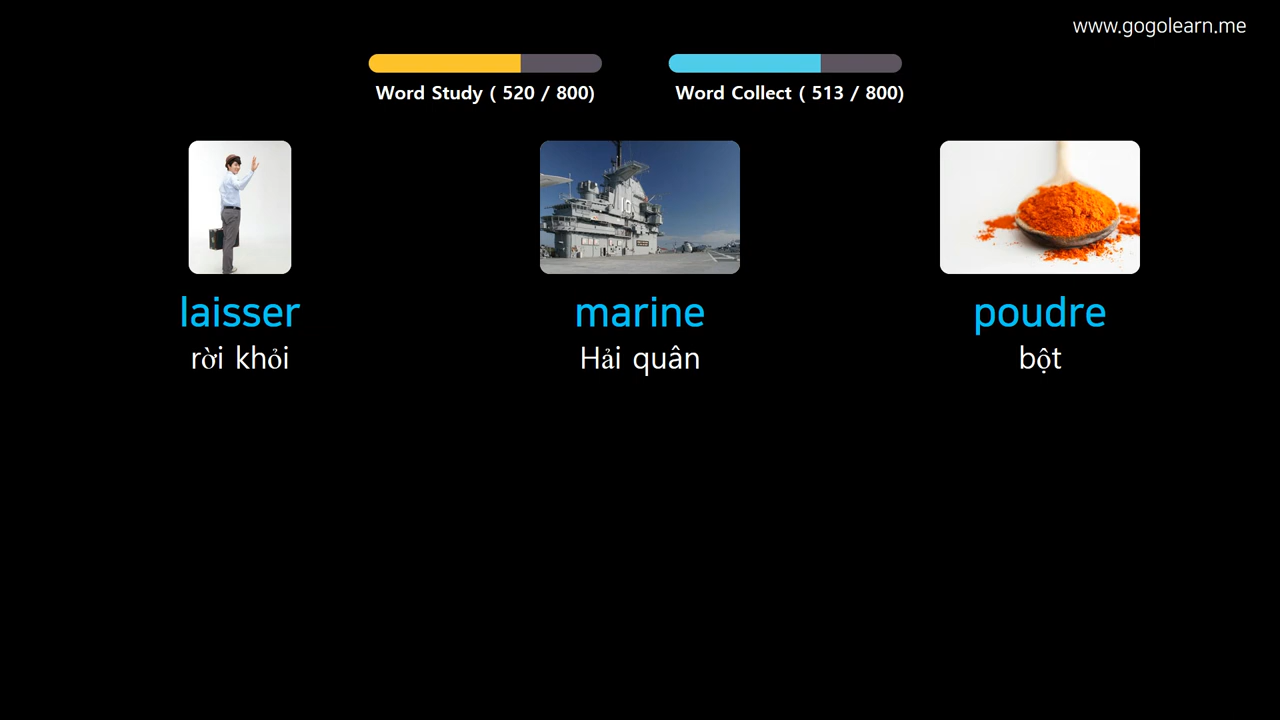 www.gogolearn.me
Word Study ( 520 / 800)
Word Collect ( 513 / 800)
laisser
rời khỏi
marine
Hải quân
poudre
bột